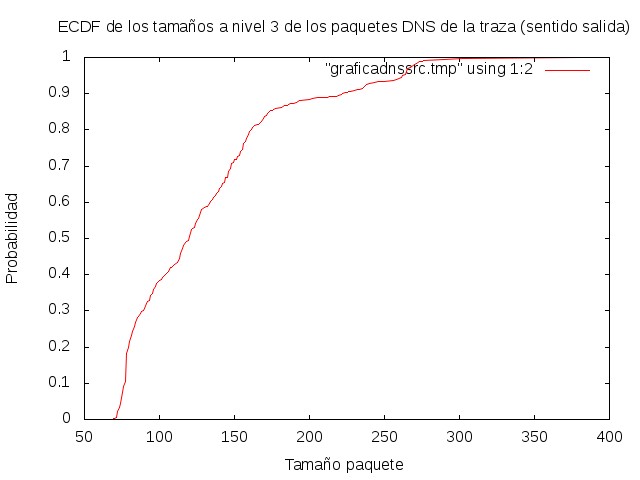 ECDF de los tamaños a nivel 3 de los paquetes DNS de la traza (sentido salida)
"graficadnssrc.tmp" using 1:2
1
0.9
0.8
0.7
0.6
0.5
0.4
0.3
0.2
0.1
0
Probabilidad
50 100 150 200 250 300 350 400
Tamaño paquete